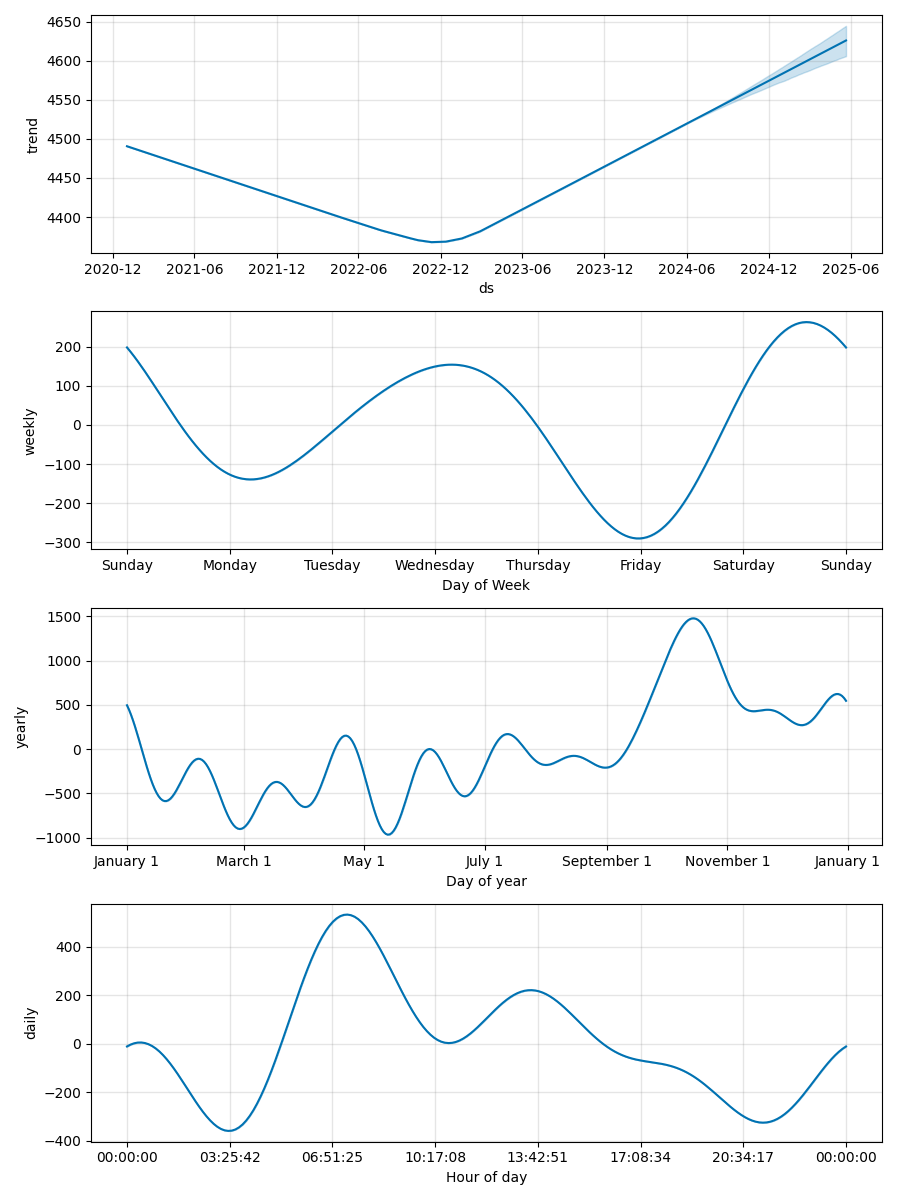 4650
4600
4550
4500
4450
4400
trend
2020-12 2021-06 2021-12 2022-06 2022-12 2023-06 2023-12 2024-06 2024-12 2025-06
ds
200
100
0
−100
−200
−300
weekly
Sunday Monday Tuesday Wednesday Thursday Friday Saturday Sunday
Day of Week
1500
1000
500
0
−500
−1000
yearly
January 1 March 1 May 1 July 1 September 1 November 1 January 1
Day of year
400
200
0
−200
−400
daily
00:00:00 03:25:42 06:51:25 10:17:08 13:42:51 17:08:34 20:34:17 00:00:00
Hour of day